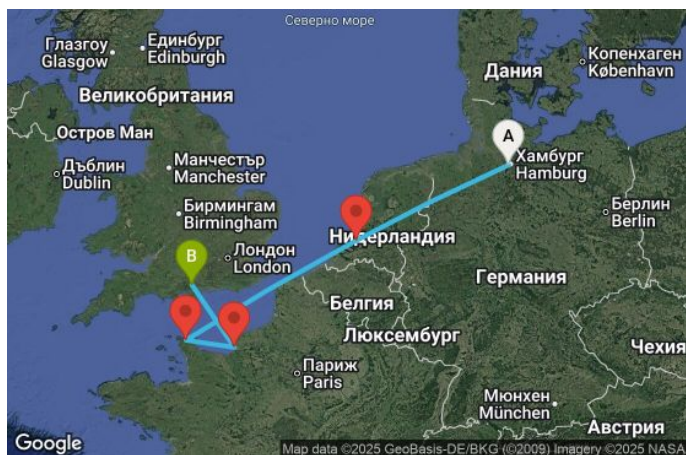 Северно море
Глазгоу
Glasgow
Единбург
Edinburgh
Дания
Копенхаген
København
Великобритания
Остров Ман
A
Хамбург
Hamburg
Дъблин
Dublin
Манчестър
Manchester
Бирмингам
Birmingham
Берлин
Berlin
Нидерландия
B
Лондон
London
Германия
Белгия
Люксембург
Чехия
Париж
Paris
Мюнхен
München
Австрия
Google
Map data ©2025 GeoBasis-DE/BKG (©2009) Imagery ©2025 NASA